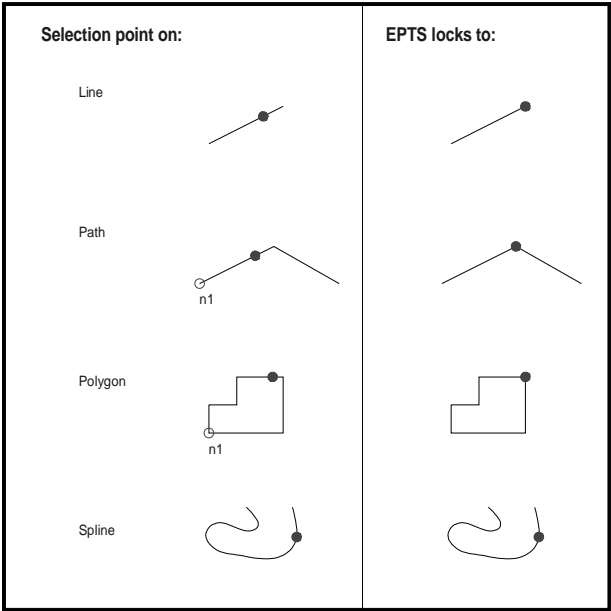 Selection point on:
EPTS locks to:
Line
Path
n1
Polygon
n1
Spline